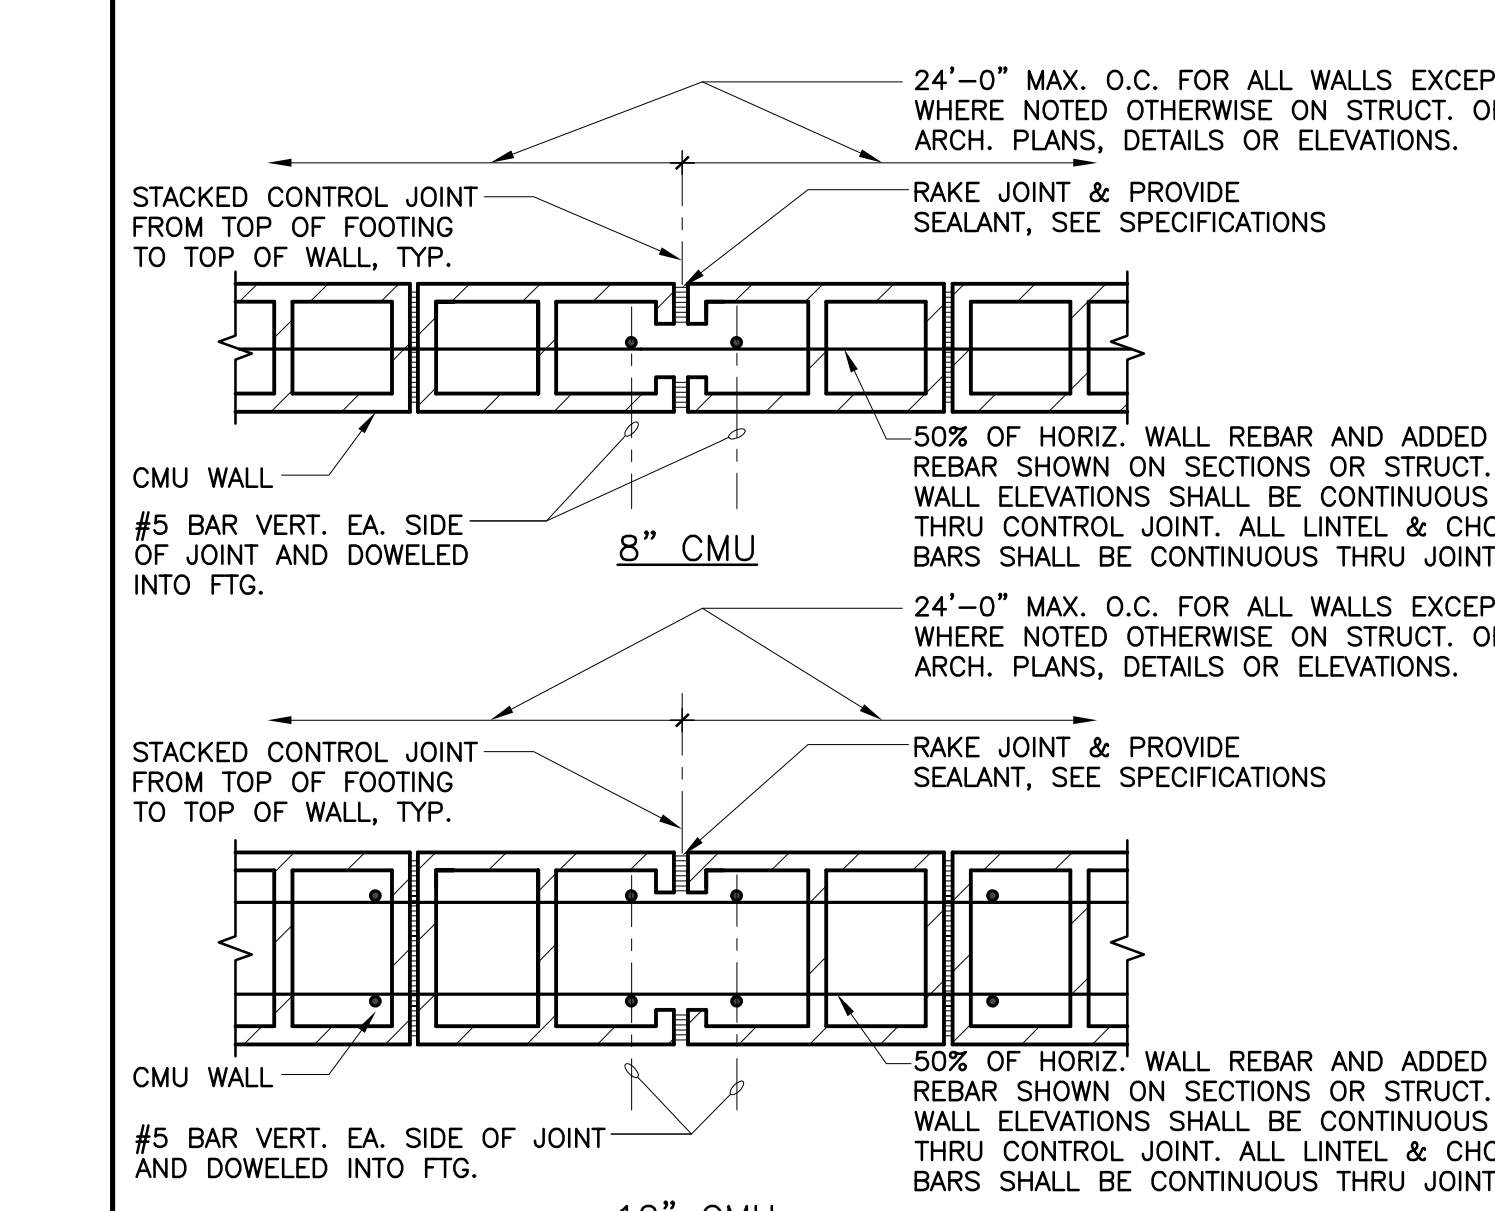 24'-0" MAX. O.C. FOR ALL WALLS
WHERE NOTED OTHERWISE ON STRUCT.
ARCH. PLANS, DETAILS OR ELEVATIONS.
STACKED CONTROL JOINT
FROM TOP OF FOOTING
TO TOP OF WALL, TYP.
RAKE JOINT & PROVIDE
SEALANT, SEE SPECIFICATIONS
CMU WALL
#5 BAR VERT. EA. SIDE
OF JOINT AND DOWELED
INTO FTG.
50% OF HORIZ. WALL REBAR AND ADDED
REBAR SHOWN ON SECTIONS OR STRUCT.
WALL ELEVATIONS SHALL BE CONTINUOUS
THRU CONTROL JOINT. ALL LINTEL &
BARS SHALL BE CONTINUOUS THRU JOINT
8" CMU
24'-0" MAX. O.C. FOR ALL WALLS
WHERE NOTED OTHERWISE ON STRUCT.
ARCH. PLANS, DETAILS OR ELEVATIONS.
STACKED CONTROL JOINT
FROM TOP OF FOOTING
TO TOP OF WALL, TYP.
RAKE JOINT & PROVIDE
SEALANT, SEE SPECIFICATIONS
CMU WALL
#5 BAR VERT. EA. SIDE OF JOINT
AND DOWELED INTO FTG.
50% OF HORIZ. WALL REBAR AND ADDED
REBAR SHOWN ON SECTIONS OR STRUCT.
WALL ELEVATIONS SHALL BE CONTINUOUS
THRU CONTROL JOINT. ALL LINTEL &
BARS SHALL BE CONTINUOUS THRU JOINT